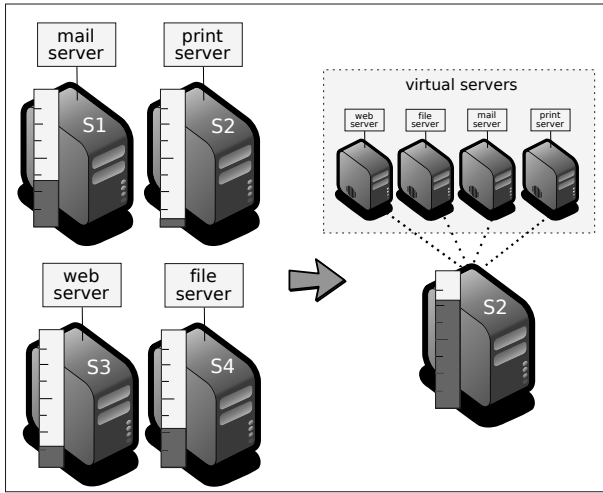 mail
server
print
server
S1
S2
web
server
file
server
S3
S4
virtual servers
web
server
file
server
mail
server
print
server
S2